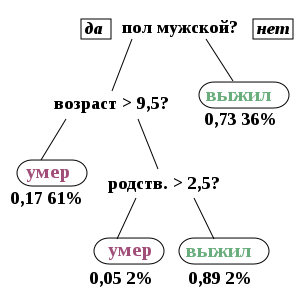 да пол мужской? нет
выжил
0,73 36%
возраст > 9,5?
умер
0,17 61%
родств. > 2,5?
умер выжил
0,05 2% 0,89 2%